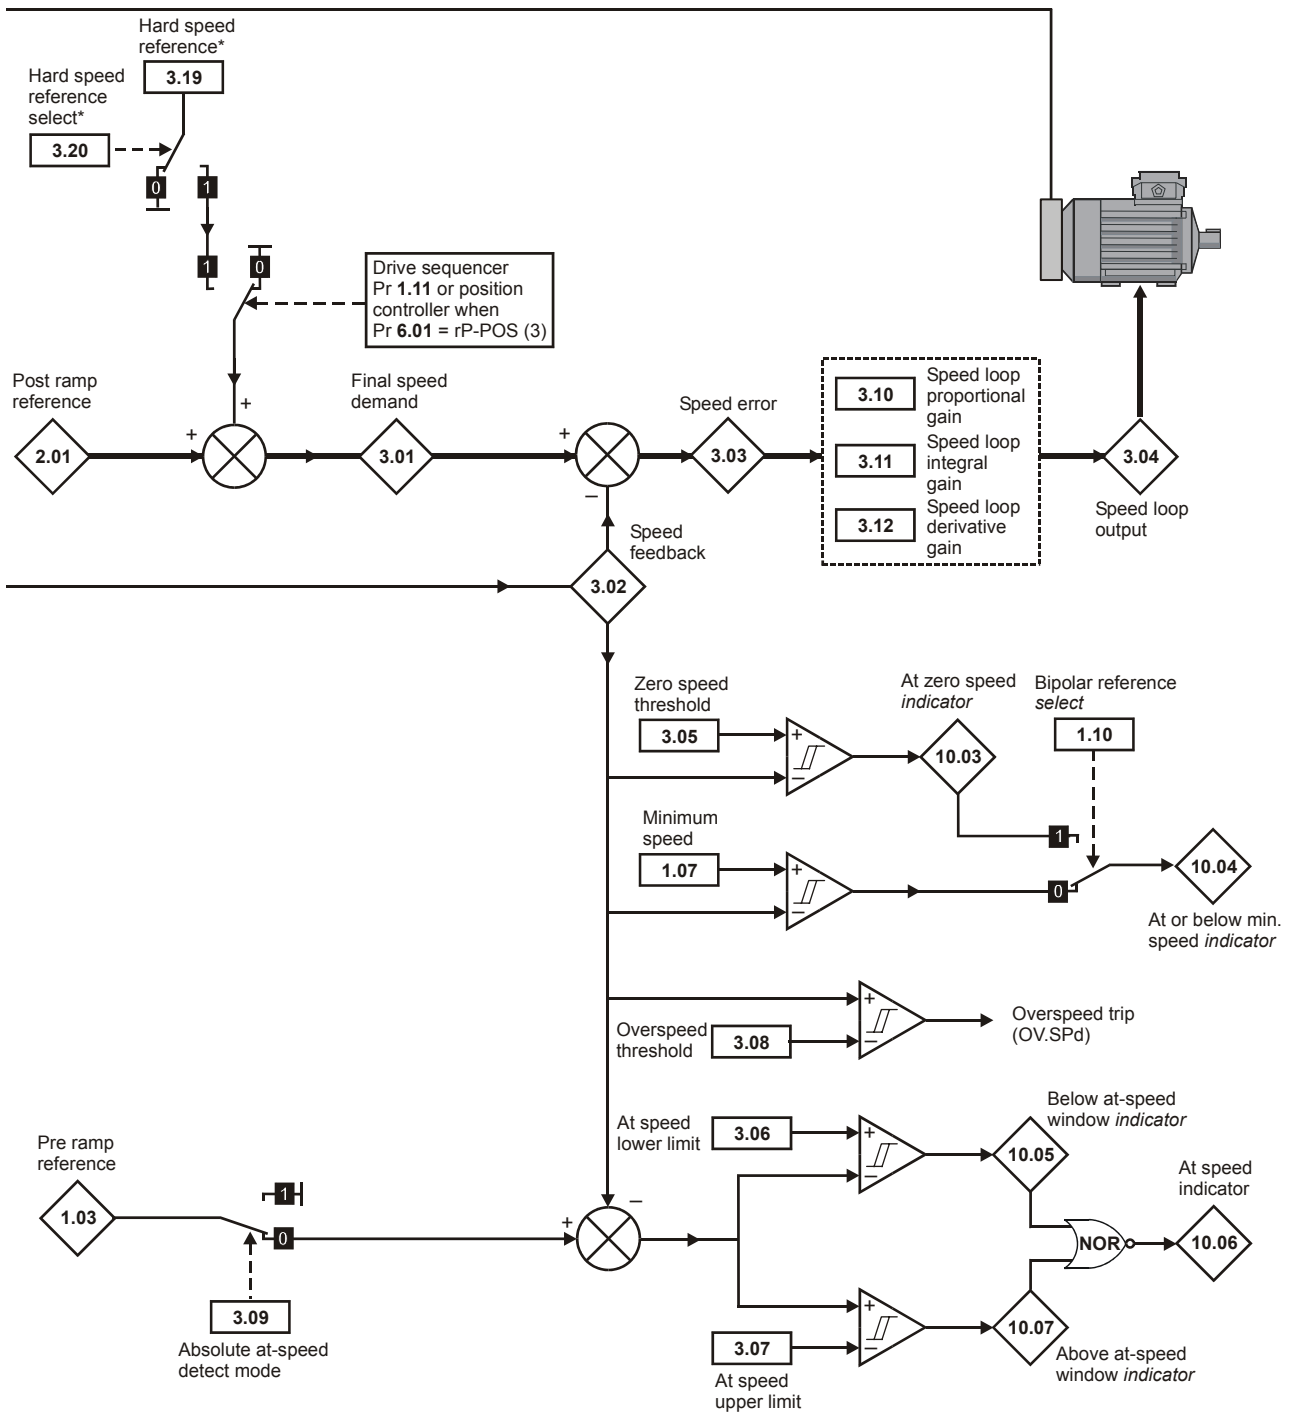 Hard speed
reference*
3.19
Hard speed
reference
select*
3.20
0
1
1
0
Drive sequencer
Pr 1.11 or position
controller when
Pr 6.01 = rP-POS (3)
Post ramp
reference
2.01
+
+
Final speed
demand
3.01
+
−
Speed error
3.03
3.10
Speed loop
proportional
gain
3.11
Speed loop
integral
gain
3.12
Speed loop
derivative
gain
3.04
Speed loop
output
Speed
feedback
3.02
Zero speed
threshold
3.05
+
−
At zero speed
indicator
10.03
Bipolar reference
select
1.10
Minimum
speed
1.07
+
−
1
0
10.04
At or below min.
speed indicator
Overspeed
threshold
3.08
+
−
Overspeed trip
(OV.SPd)
Pre ramp
reference
1.03
1
0
3.09
Absolute at-speed
detect mode
+
−
At speed
lower limit
3.06
+
−
Below at-speed
window indicator
10.05
3.07
At speed
upper limit
+
−
10.07
Above at-speed
window indicator
NOR
At speed
indicator
10.06